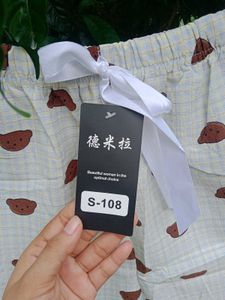 德米拉
Beautiful women in the
optimal choice
S-108